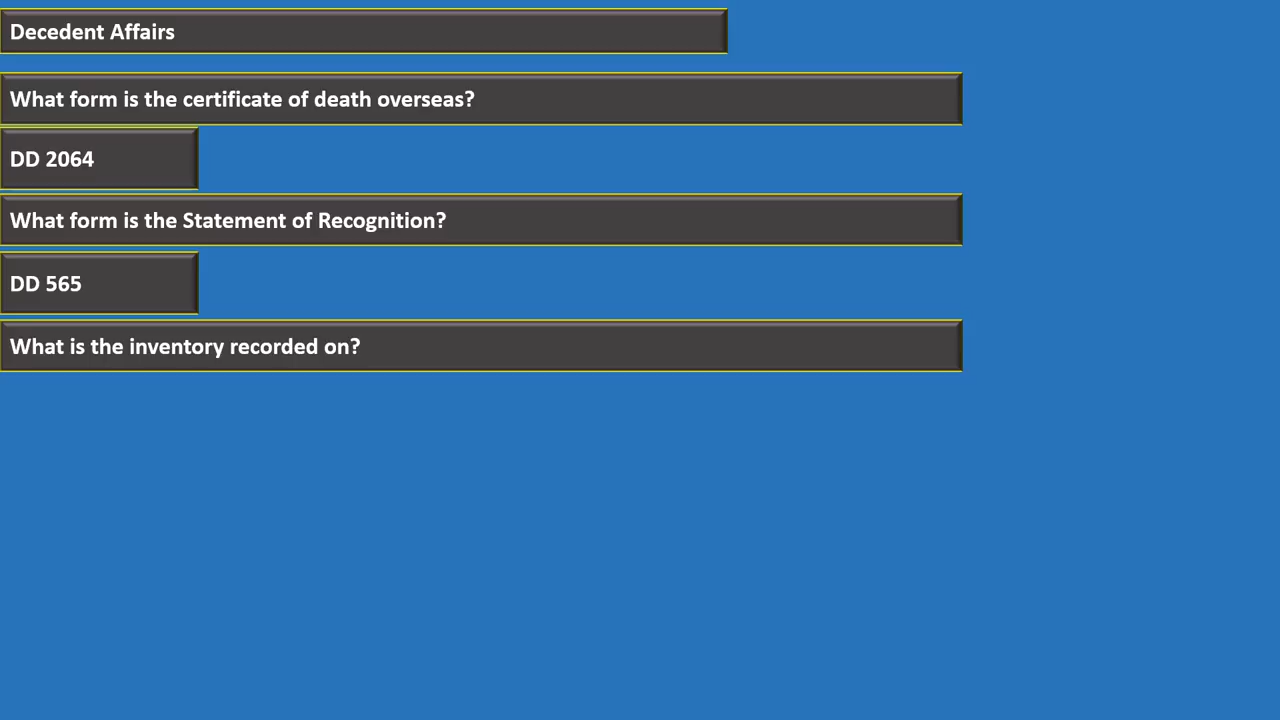 Decedent Affairs
What form is the certificate of death overseas?
DD 2064
What form is the Statement of Recognition?
DD 565
What is the inventory recorded on?